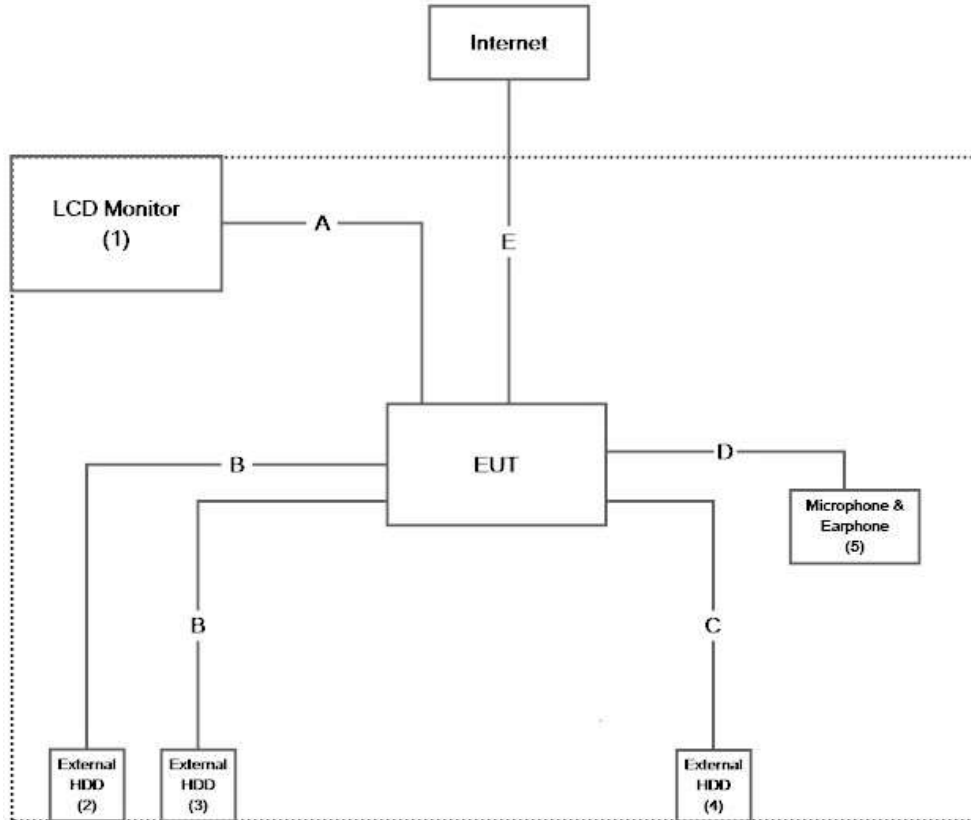 Internet
LCD Monitor
(1)
A
E
EUT
B
D
Microphone &
Earphone
(5)
B
C
External
HDD
(2)
External
HDD
(3)
External
HDD
(4)